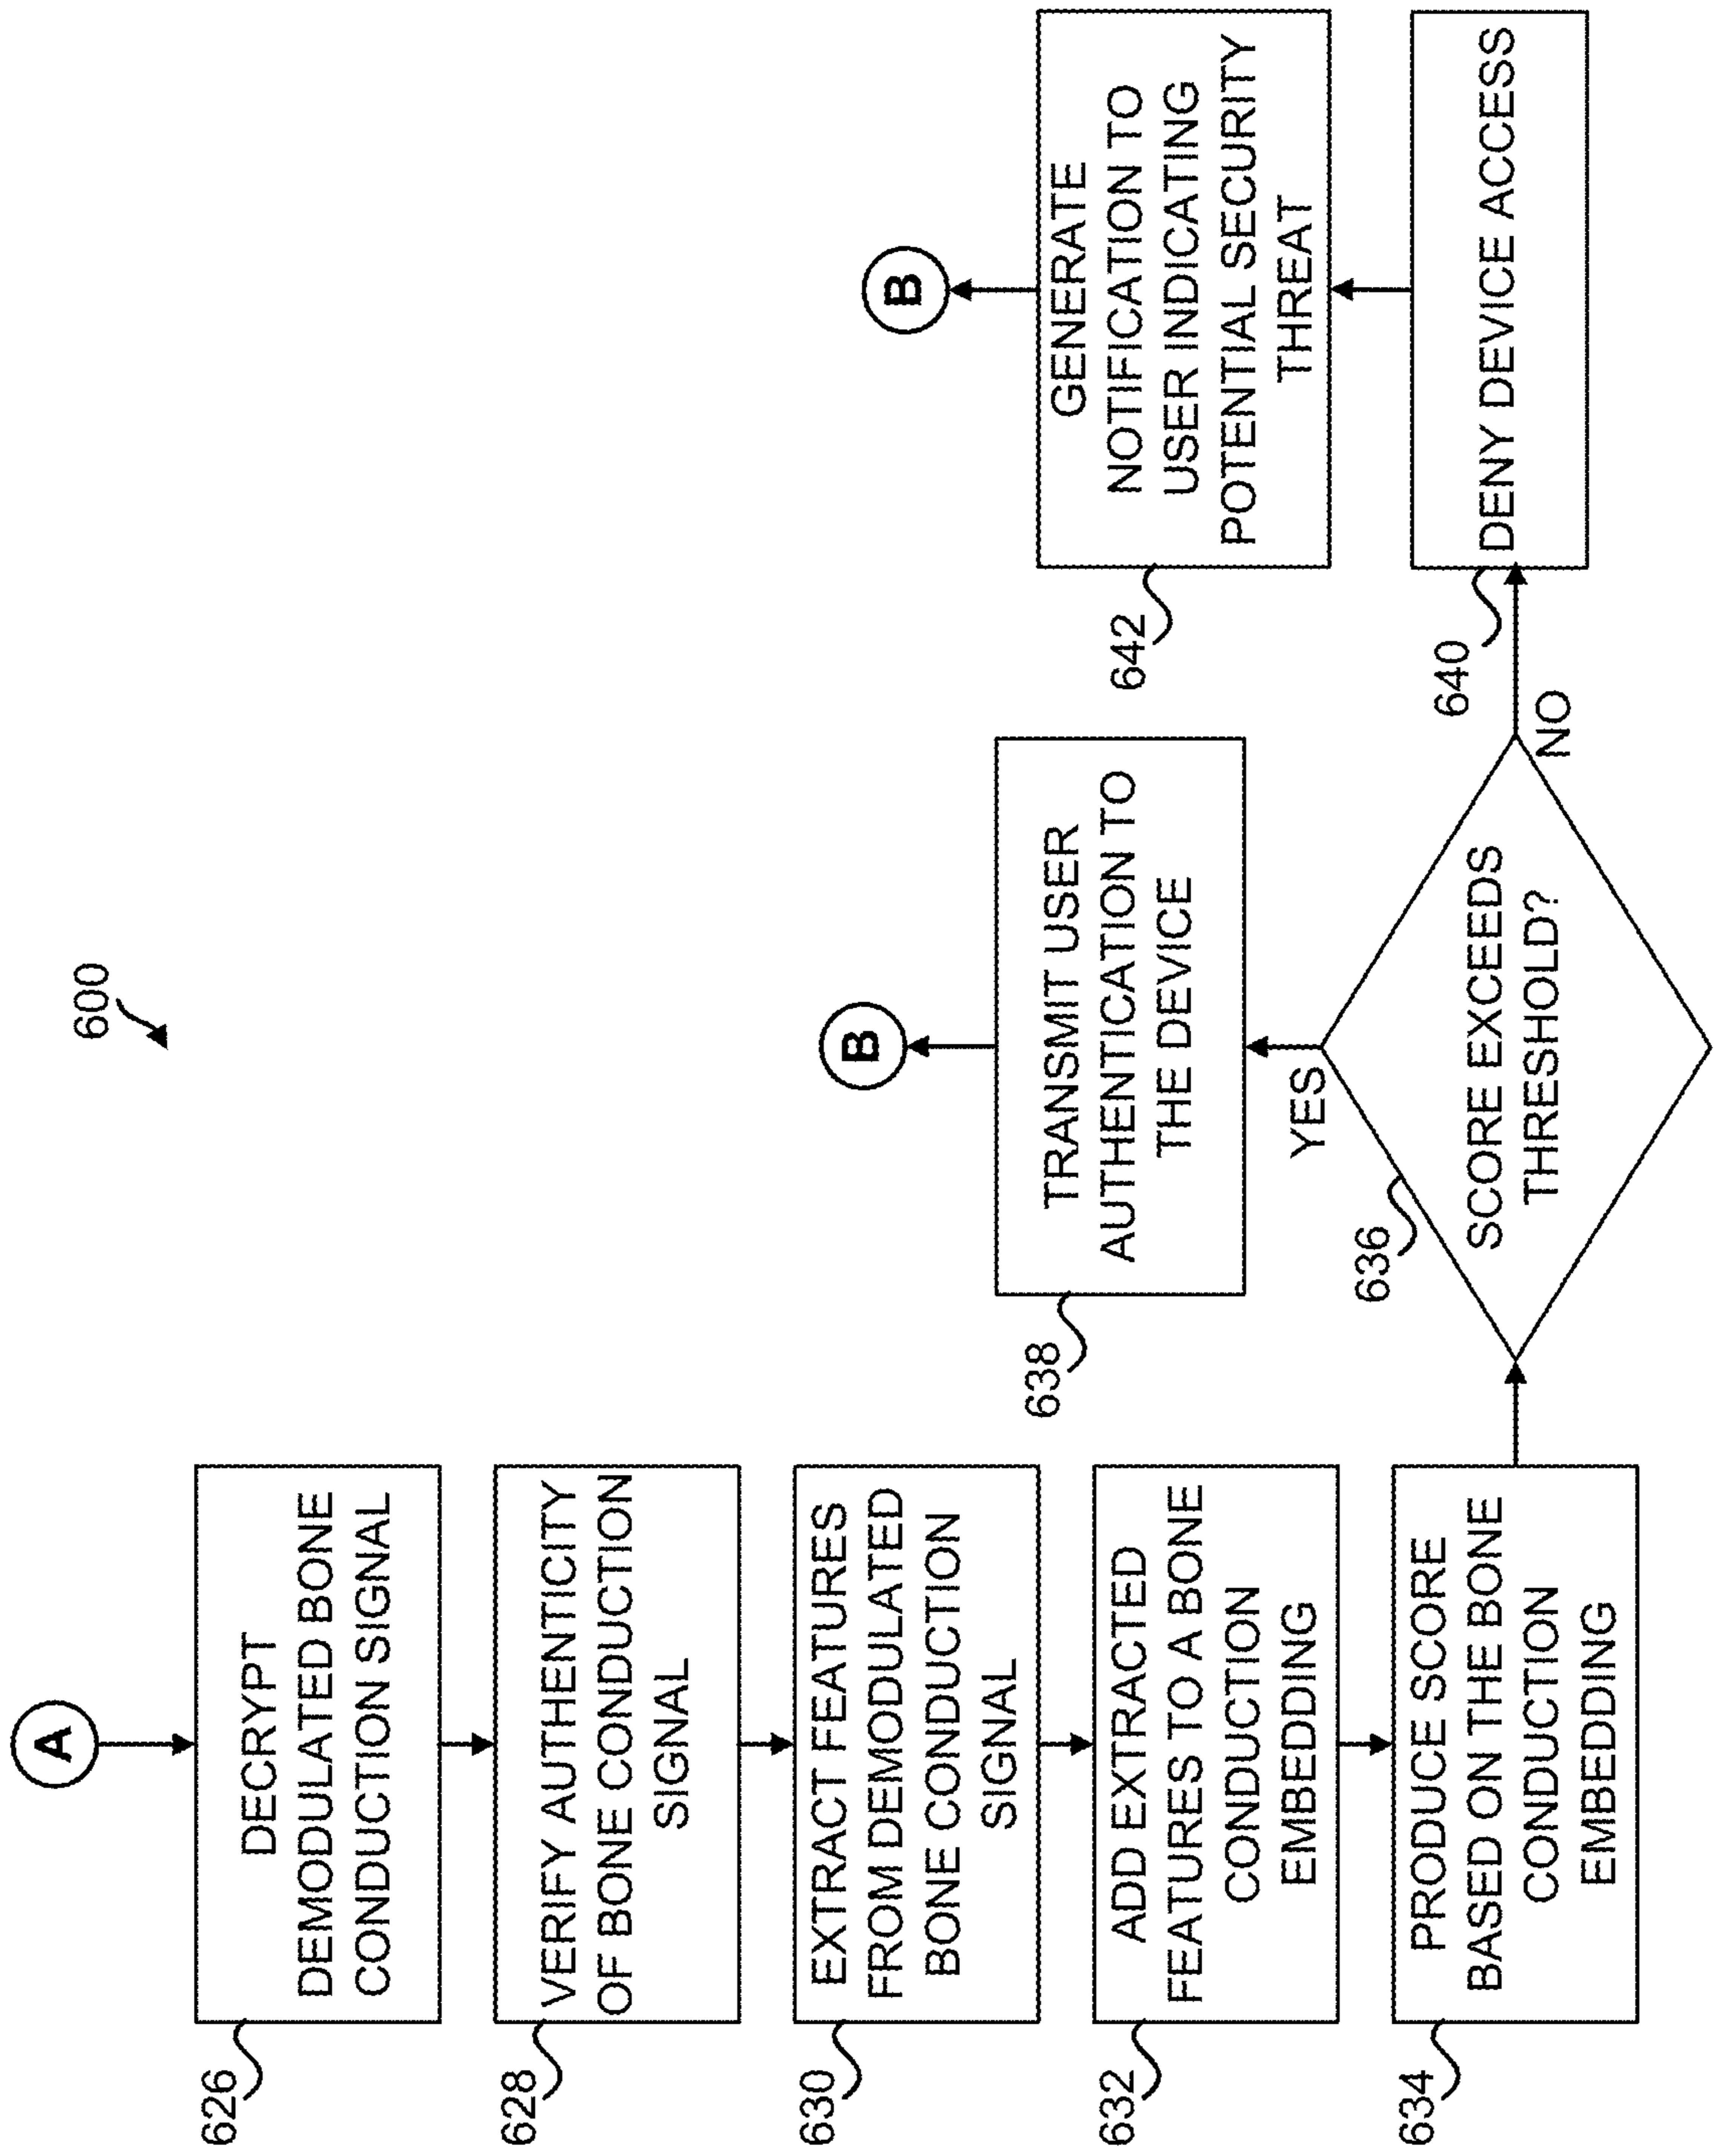 600
A
626
DECRYPT
DEMODULATED BONE
CONDUCTION SIGNAL
628
VERIFY AUTHENTICITY
OF BONE CONDUCTION
SIGNAL
630
EXTRACT FEATURES
FROM DEMODULATED
BONE CONDUCTION
SIGNAL
632
ADD EXTRACTED
FEATURES TO A BONE
CONDUCTION
EMBEDDING
634
PRODUCE SCORE
BASED ON THE BONE
CONDUCTION
EMBEDDING
636
SCORE EXCEEDS
THRESHOLD?
YES
NO
638
TRANSMIT USER
AUTHENTICATION TO
THE DEVICE
B
640
DENY DEVICE ACCESS
642
GENERATE
NOTIFICATION TO
USER INDICATING
POTENTIAL SECURITY
THREAT
B